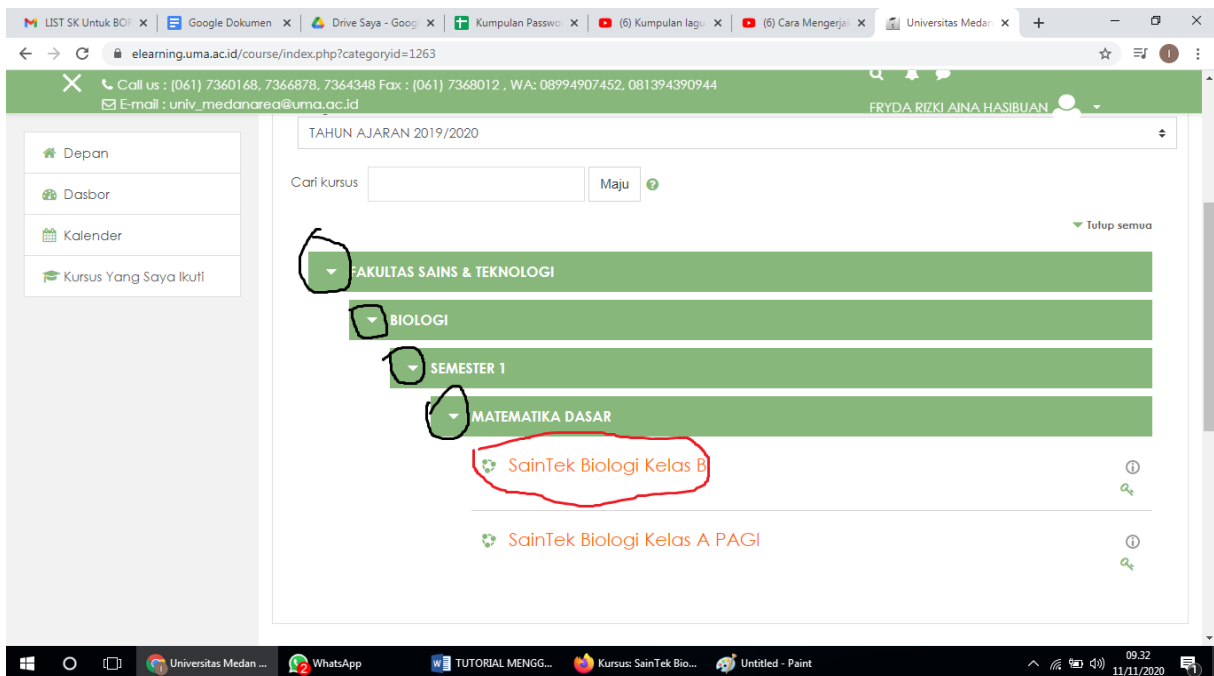 LIST SK Untuk BOP
Google Dokumen
Drive Saya - Goog
Kumpulan Passwo
(6) Kumpulan lagu
(6) Cara Mengerja
Universitas Medan
elearning.uma.ac.id/course/index.php?categoryid=1263
Call us : (061) 7360168, 7366878, 7364348 Fax : (061) 7368012 , WA: 08994907452, 081394390944
E-mail : univ_medanarea@uma.ac.id
FRYDA RIZKI AINA HASIBUAN
Depan
Dasbor
Kalender
Kursus Yang Saya Ikuti
TAHUN AJARAN 2019/2020
Cari kursus
Maju
Tutup semua
FAKULTAS SAINS & TEKNOLOGI
BIOLOGI
SEMESTER 1
MATEMATIKA DASAR
SainTek Biologi Kelas B
SainTek Biologi Kelas A PAGI
Universitas Medan ...
WhatsApp
TUTORIAL MENGG...
Kursus: SainTek Bio...
Untitled - Paint
09.32
11/11/2020